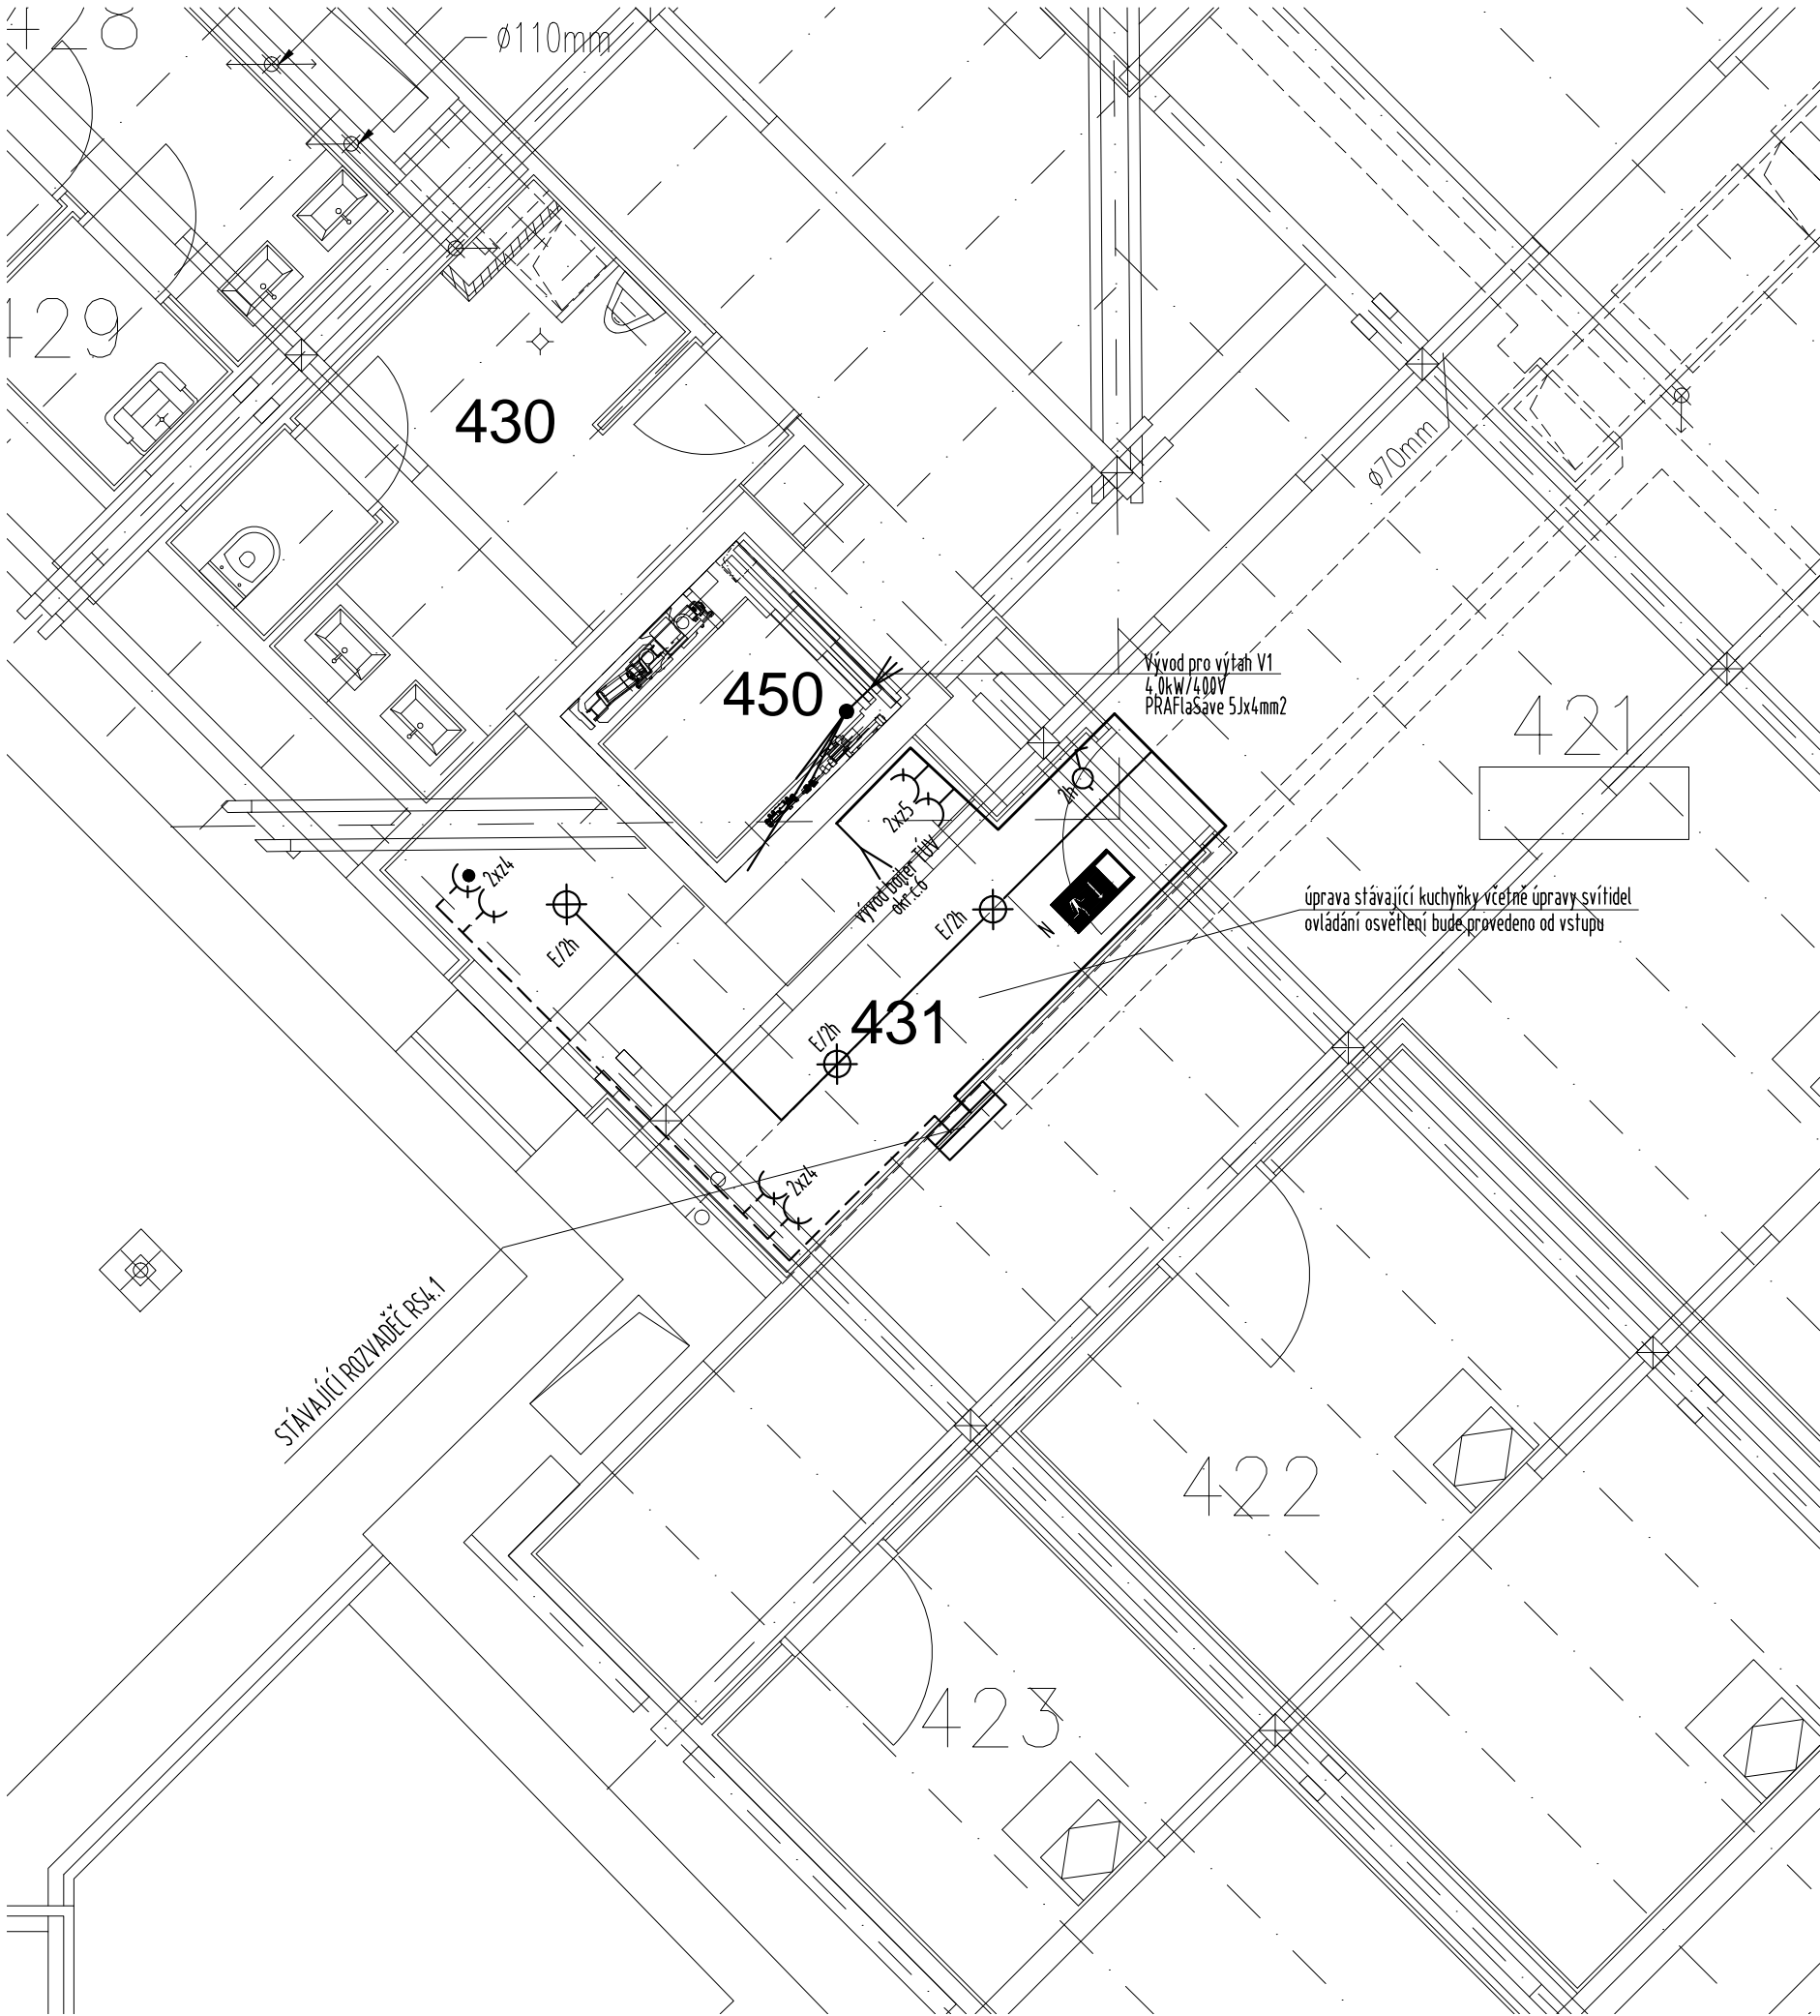 428
ø110mm
429
430
ø70mm
450
Vývod pro výtah V1
4.0kW/400V
PRAFlaSave 5Jx4mm2
421
2h
2xz5
2xz4
vývod bojler TUV
okr.č.6
E/2h
E/2h
N
úprava stávající kuchyňky včetně úpravy svítidel
ovládání osvětlení bude provedeno od vstupu
E/2h
431
2xz4
STÁVAJÍCÍ ROZVADĚČ RS4.1
422
423